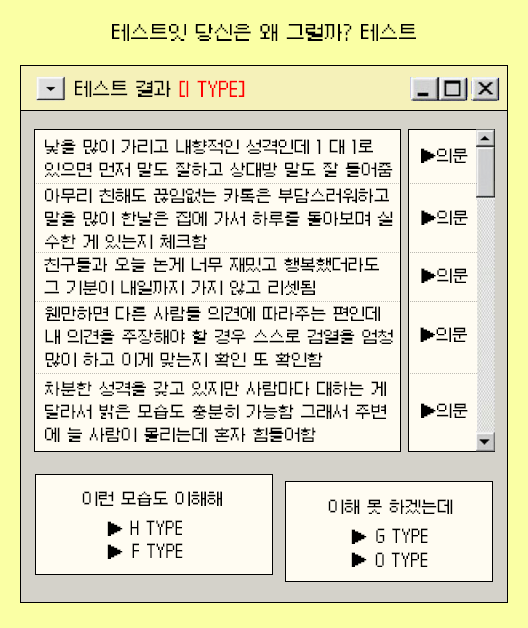 테스트잇 당신은 왜 그럴까? 테스트
테스트 결과 [I TYPE]
낯을 많이 가리고 내향적인 성격인데 1 대 1로
있으면 먼저 말도 잘하고 상대방 말도 잘 들어줌
▶의문
아무리 친해도 끊임없는 카톡은 부담스러워하고
말을 많이 한날은 집에 가서 하루를 돌아보며 실
수한 게 있는지 체크함
▶의문
친구들과 오늘 논게 너무 재밌고 행복했더라도
그 기분이 내일까지 가지 않고 리셋됨
▶의문
웬만하면 다른 사람들 의견에 따라주는 편인데
내 의견을 주장해야 할 경우 스스로 검열을 엄청
많이 하고 이게 맞는지 확인 또 확인함
▶의문
차분한 성격을 갖고 있지만 사람마다 대하는 게
달라서 밝은 모습도 충분히 가능함 그래서 주변
에 늘 사람이 몰리는데 혼자 힘들어함
▶의문
이런 모습도 이해해
▶ H TYPE
▶ F TYPE
이해 못 하겠는데
▶ G TYPE
▶ O TYPE